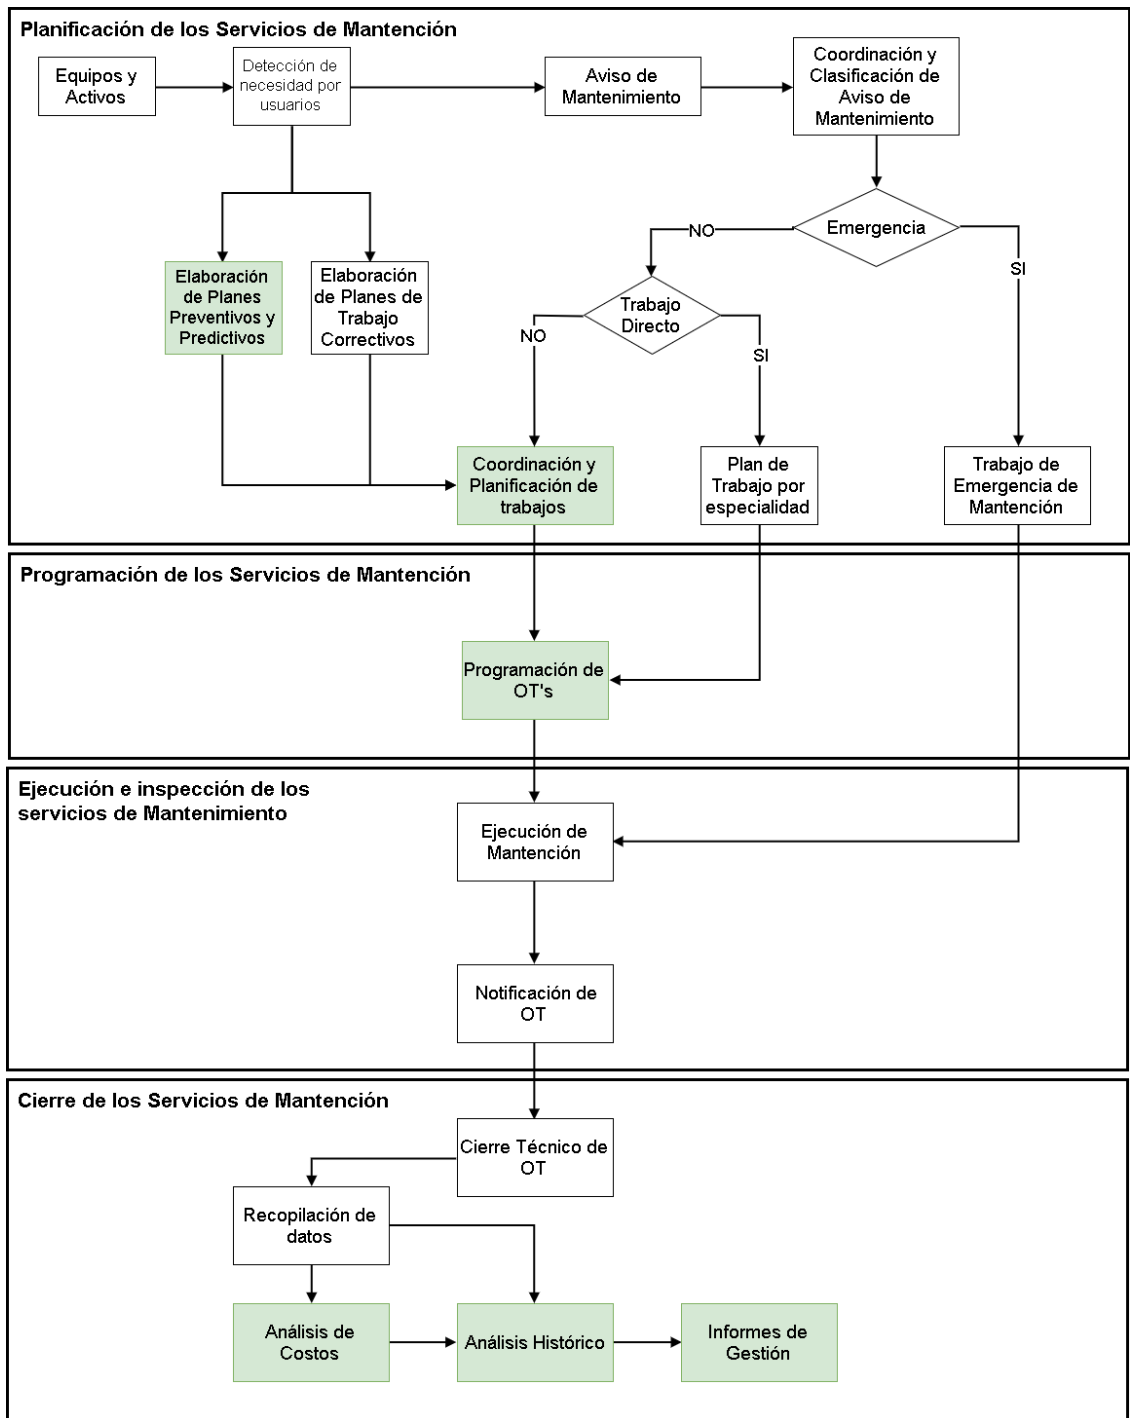 Planificación de los Servicios de Mantención
Equipos y
Activos
Detección de
necesidad por
usuarios
Aviso de
Mantenimiento
Coordinación y
Clasificación de
Aviso de
Mantenimiento
Emergencia
NO
SI
Elaboración
de Planes
Preventivos y
Predictivos
Elaboración
de Planes de
Trabajo
Correctivos
Trabajo
Directo
NO
SI
Coordinación y
Planificación de
trabajos
Plan de
Trabajo por
especialidad
Trabajo de
Emergencia de
Mantención
Programación de los Servicios de Mantención
Programación de
OT's
Ejecución e inspección de los
servicios de Mantenimiento
Ejecución de
Mantención
Notificación de
OT
Cierre de los Servicios de Mantención
Cierre Técnico de
OT
Recopilación de
datos
Análisis de
Costos
Análisis Histórico
Informes de
Gestión